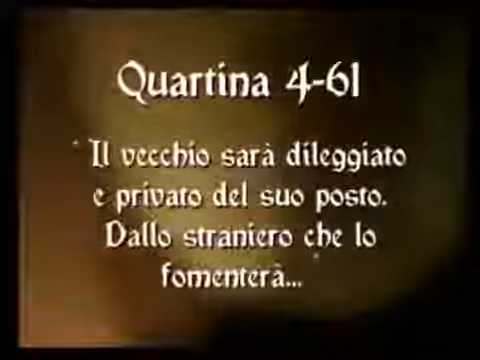 Quartina 4-61
Il vecchio sarà dileggiato
e privato del suo posto.
Dallo straniero che lo
fomenterà...